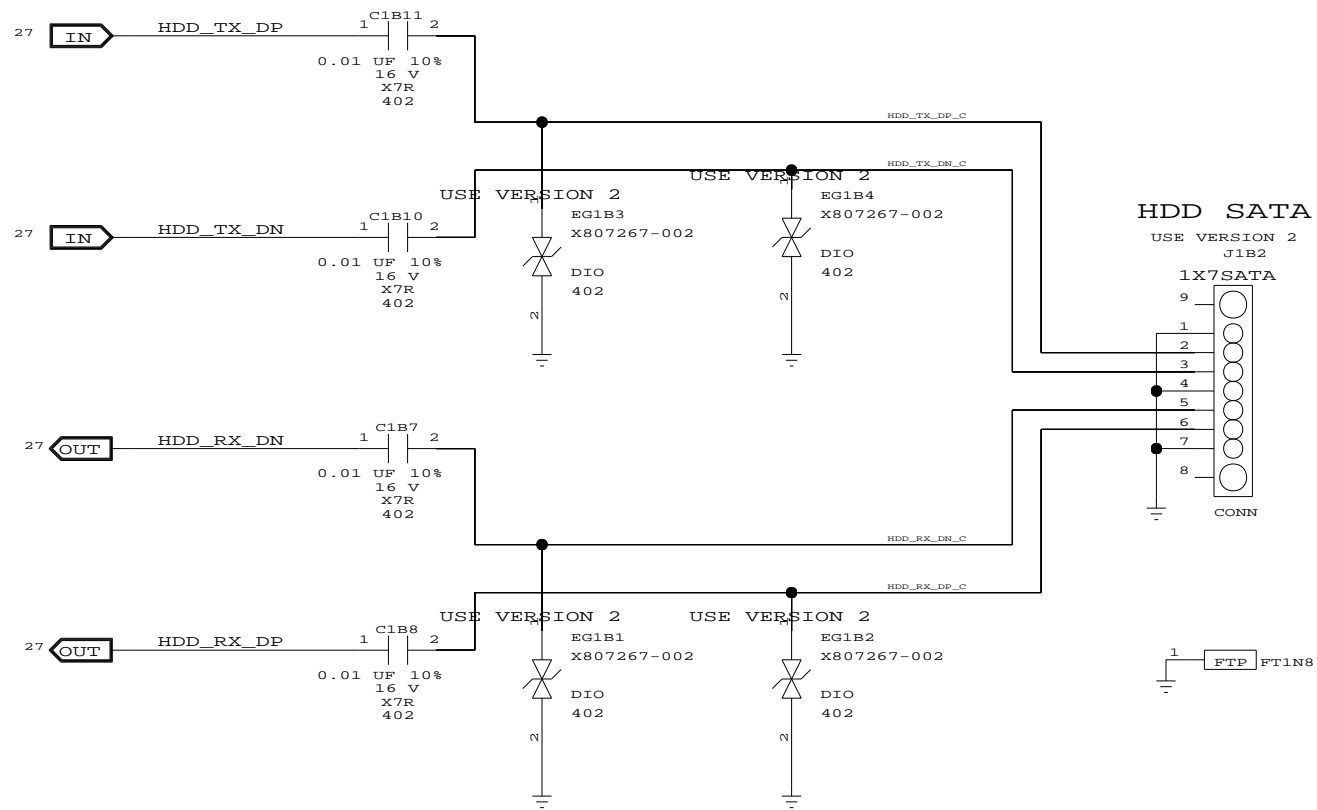 C1B11
27 IN HDD_TX_DP 1 2
0.01 UF 10%
16 V
X7R
402
HDD_TX_DP_C
HDD_TX_DN_C
USE VERSION 2
USE VERSION 2
1
1
EG1B4
X807267-002
DIO
402
2
EG1B3
X807267-002
DIO
402
2
C1B10
27 IN HDD_TX_DN 1 2
0.01 UF 10%
16 V
X7R
402
HDD SATA
USE VERSION 2
J1B2
1X7SATA
9
1
2
3
4
5
6
7
8
CONN
C1B7
27 OUT HDD_RX_DN 1 2
0.01 UF 10%
16 V
X7R
402
HDD_RX_DN_C
HDD_RX_DP_C
USE VERSION 2
USE VERSION 2
1
1
C1B8
27 OUT HDD_RX_DP 1 2
0.01 UF 10%
16 V
X7R
402
EG1B1
X807267-002
DIO
402
2
EG1B2
X807267-002
DIO
402
2
1 FTP FT1N8